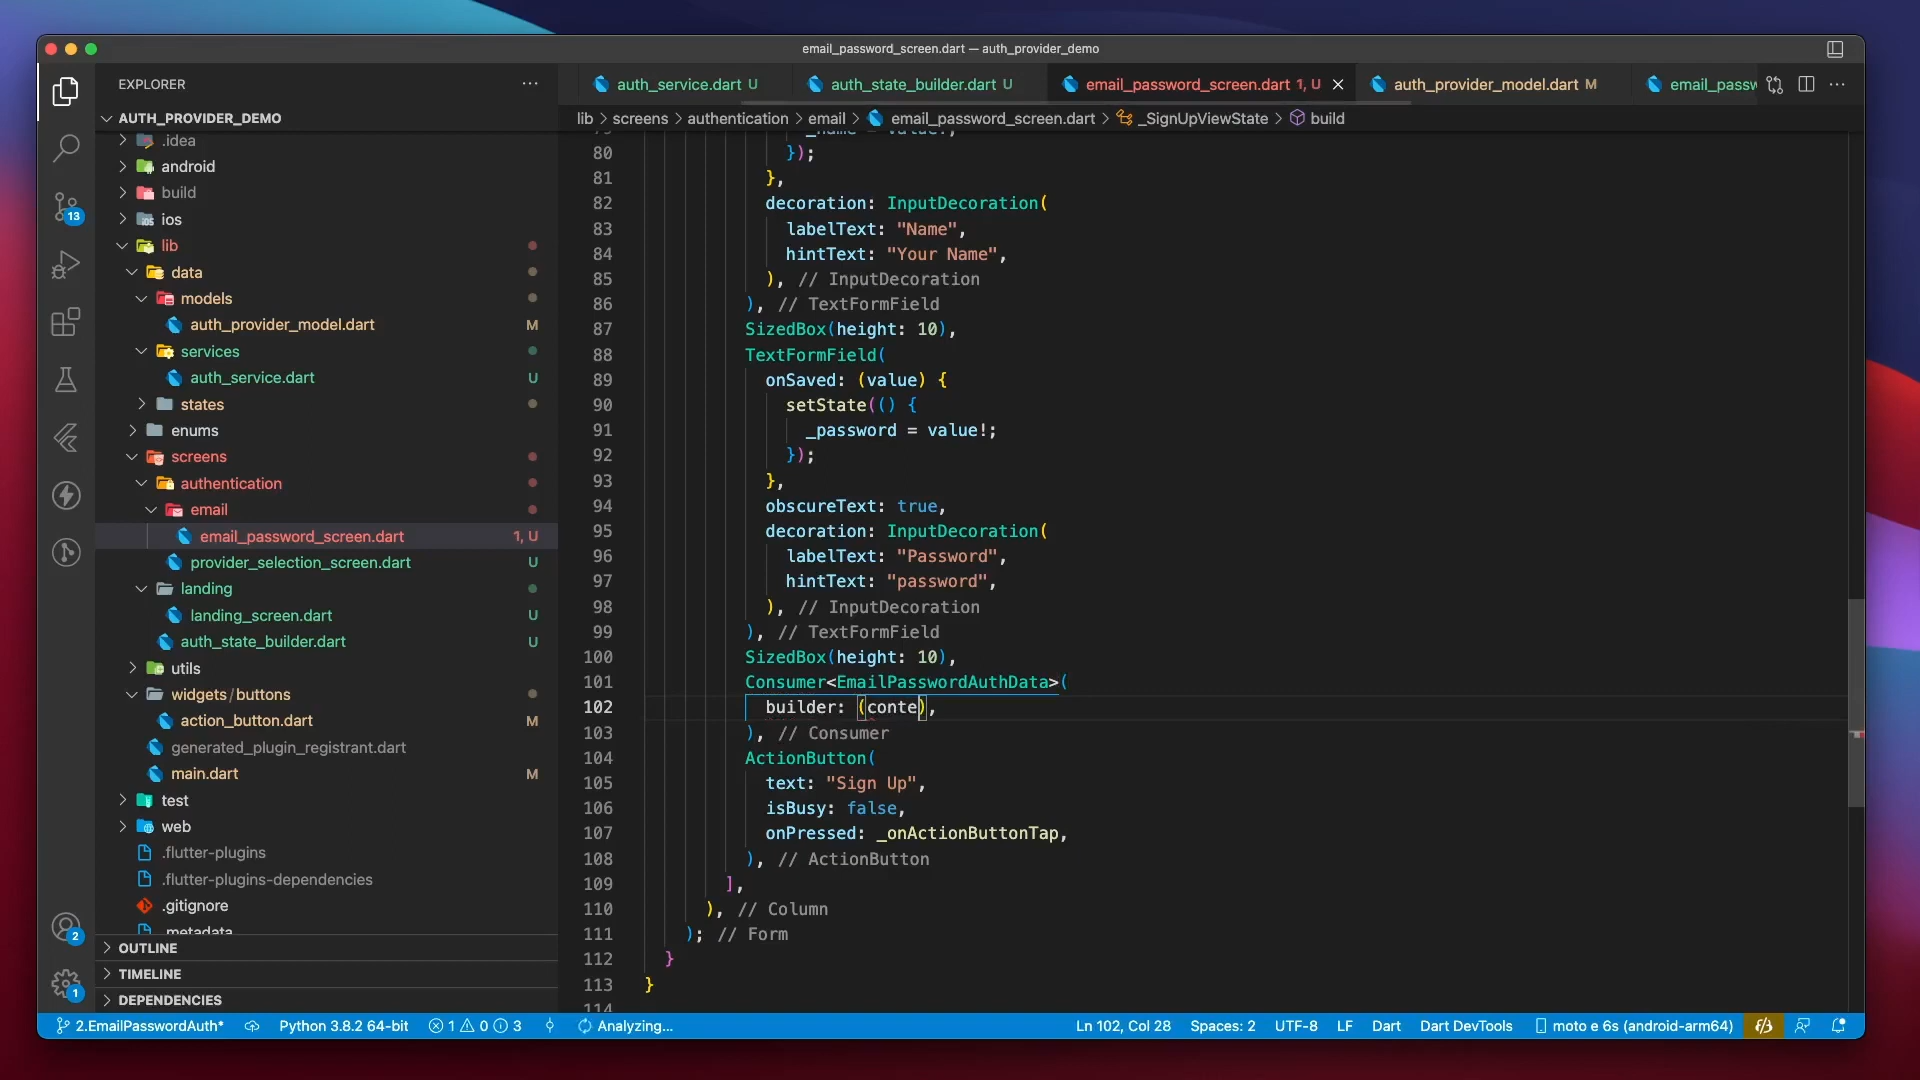 email_password_screen.dart — auth_provider_demo
EXPLORER
auth_service.dart U
auth_state_builder.dart U
email_password_screen.dart 1, U
auth_provider_model.dart M
email_passw
lib > screens > authentication > email > email_password_screen.dart > _SignUpViewState > build
AUTH_PROVIDER_DEMO
.idea
android
build
ios
lib
data
models
auth_provider_model.dart M
services
auth_service.dart U
states
enums
screens
authentication
email
email_password_screen.dart 1, U
provider_selection_screen.dart U
landing
landing_screen.dart U
auth_state_builder.dart U
utils
widgets/buttons
action_button.dart M
generated_plugin_registrant.dart
main.dart M
test
web
.flutter-plugins
.flutter-plugins-dependencies
.gitignore
.metadata
OUTLINE
TIMELINE
DEPENDENCIES
13
2
1
79 _name = value!;
80 });
81 },
82 decoration: InputDecoration(
83 labelText: "Name",
84 hintText: "Your Name",
85 ), // InputDecoration
86 ), // TextFormField
87 SizedBox(height: 10),
88 TextFormField(
89 onSaved: (value) {
90 setState(() {
91 _password = value!;
92 });
93 },
94 obscureText: true,
95 decoration: InputDecoration(
96 labelText: "Password",
97 hintText: "password",
98 ), // InputDecoration
99 ), // TextFormField
100 SizedBox(height: 10),
101 Consumer<EmailPasswordAuthData>(
102 builder: (conte),
103 ), // Consumer
104 ActionButton(
105 text: "Sign Up",
106 isBusy: false,
107 onPressed: _onActionButtonTap,
108 ), // ActionButton
109 ],
110 ), // Column
111 ); // Form
112 }
113 }
114
2.EmailPasswordAuth* Python 3.8.2 64-bit 1 0 3 Analyzing... Ln 102, Col 28 Spaces: 2 UTF-8 LF Dart Dart DevTools moto e 6s (android-arm64)